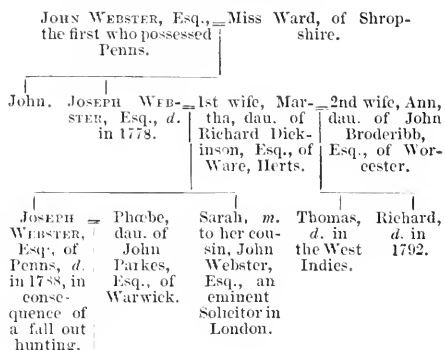 JOHN WEBSTER, Esq., = Miss Ward, of Shrop-
the first who possessed shire.
Penns.
John. JOSEPH WEB- = 1st wife, Mar- = 2nd wife, Ann,
STER, Esq., d. tha, dau. of dau. of John
in 1778. Richard Dick- Broderibb,
inson, Esq., of Esq., of Wor-
Ware, Herts. cester.
JOSEPH = Phœbe, Sarah, m. Thomas, Richard,
WEBSTER, dau. of to her cou- d. in d. in
Esq., of John sin, John the West 1792.
Penns, d. Parkes, Webster, Indies.
in 1788, in Esq., of Esq., an
conse- Warwick. eminent
quence of Solicitor in
a fall out London.
hunting.